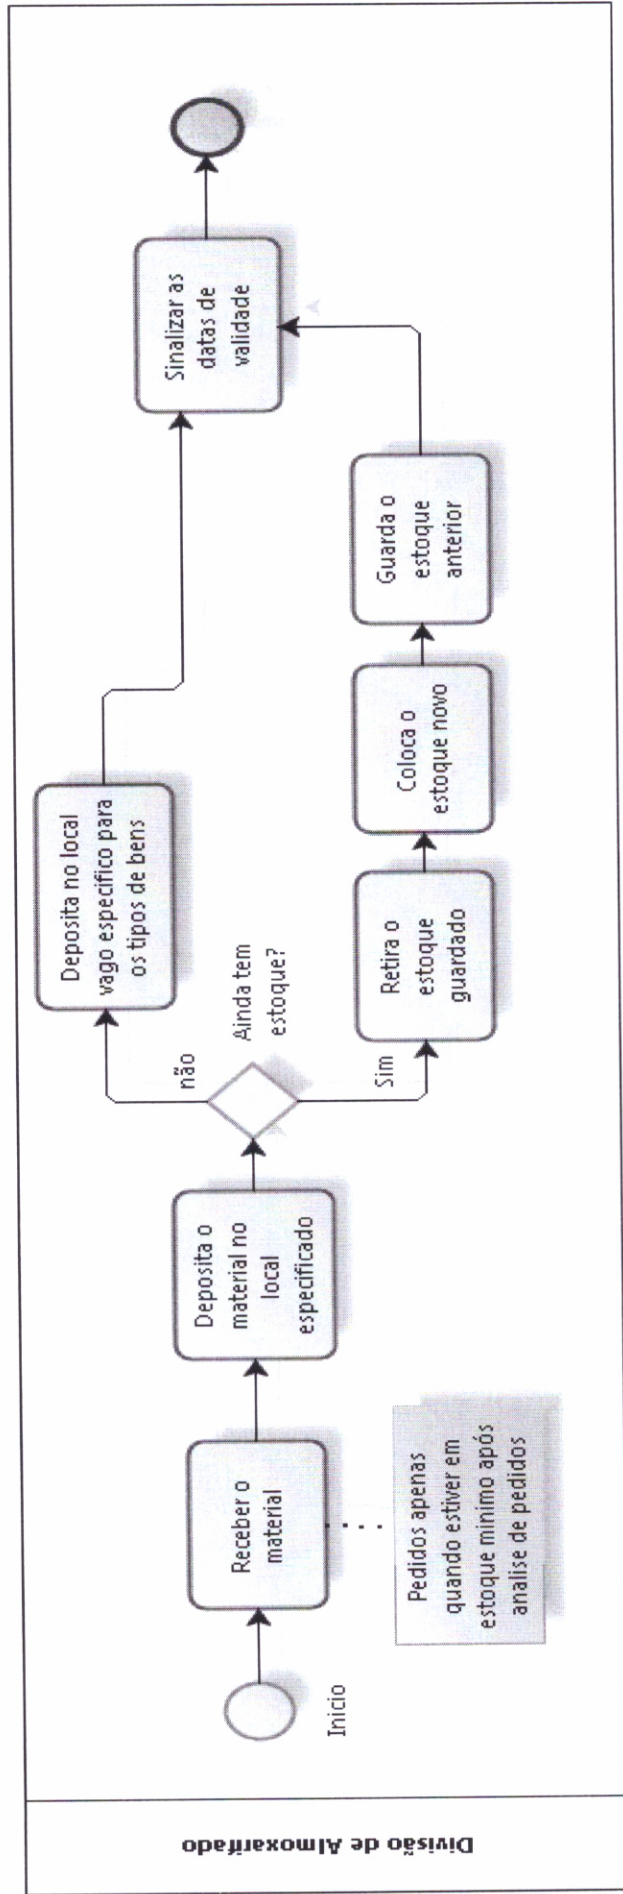 Divisão de Almoxarifado
Inicio
Receber o
material
Pedidos apenas
quando estiver em
estoque minimo após
analise de pedidos
Deposita o
material no
local
especificado
Ainda tem
estoque?
não
Sim
Deposita no local
vago especifico para
os tipos de bens
Retira o
estoque
guardado
Coloca o
estoque novo
Guarda o
estoque
anterior
Sinalizar as
datas de
validade